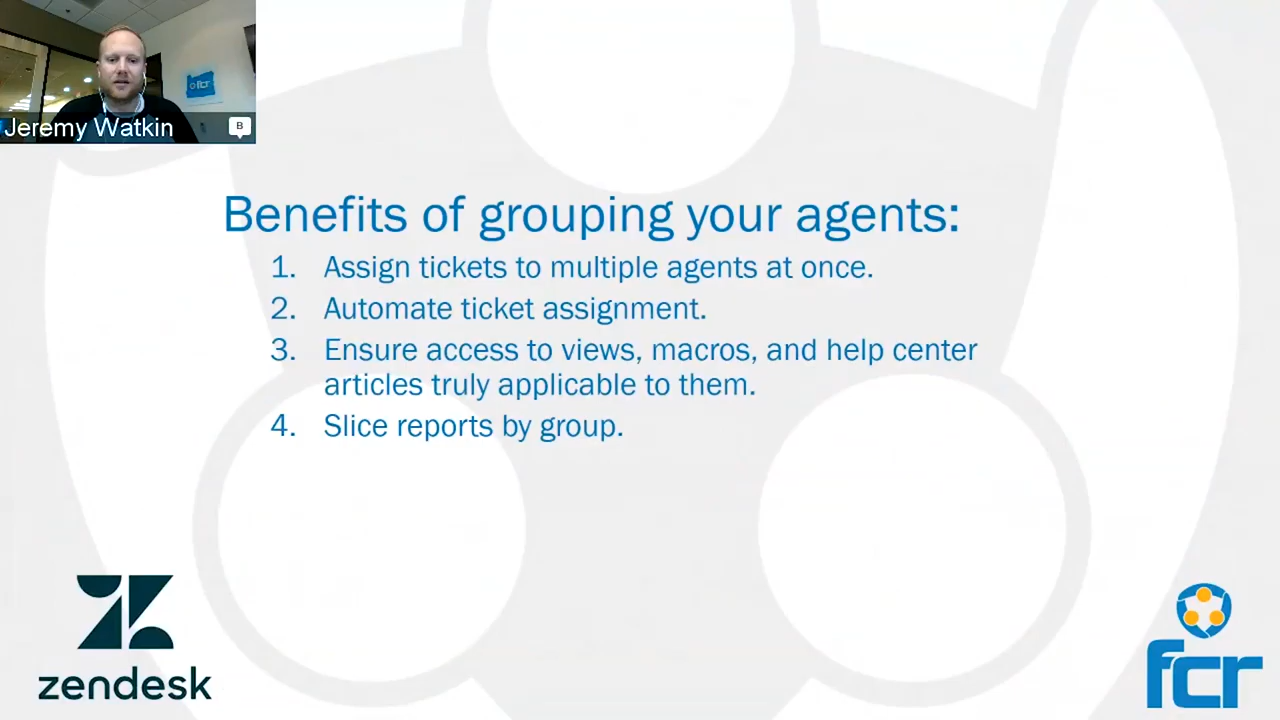 fcr
Jeremy Watkin
B
Benefits of grouping your agents:
1. Assign tickets to multiple agents at once.
2. Automate ticket assignment.
3. Ensure access to views, macros, and help center
articles truly applicable to them.
4. Slice reports by group.
zendesk
fcr